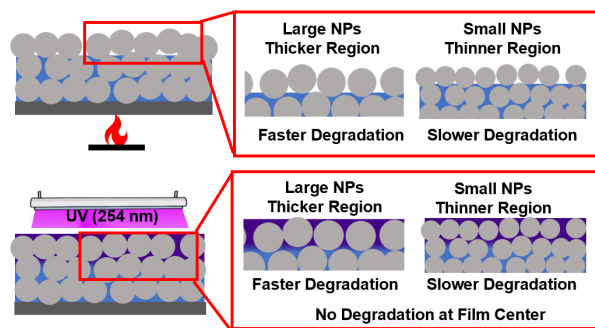 Large NPs
Thicker Region
Small NPs
Thinner Region
Faster Degradation
Slower Degradation
UV (254 nm)
Large NPs
Thicker Region
Small NPs
Thinner Region
Faster Degradation
Slower Degradation
No Degradation at Film Center